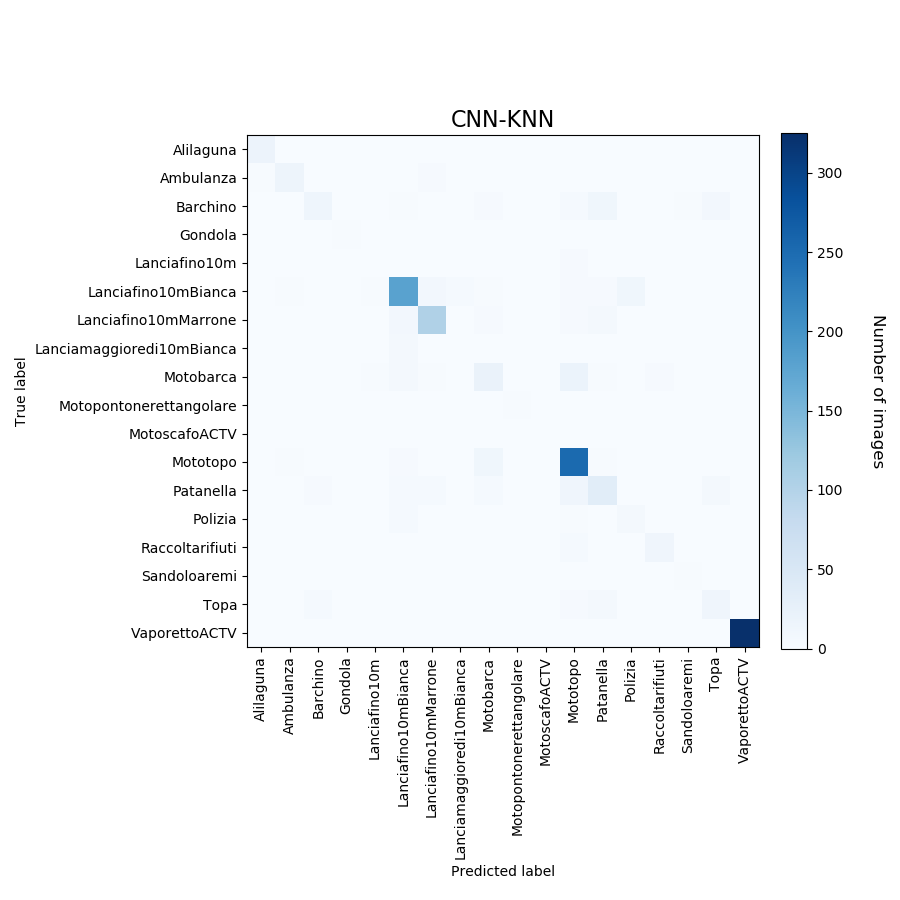 CNN-KNN
True label
Alilaguna
Ambulanza
Barchino
Gondola
Lanciafino10m
Lanciafino10mBianca
Lanciafino10mMarrone
Lanciamaggioredi10mBianca
Motobarca
Motopontonerettangolare
MotoscafoACTV
Mototopo
Patanella
Polizia
Raccoltarifiuti
Sandoloaremi
Topa
VaporettoACTV
Alilaguna
Ambulanza
Barchino
Gondola
Lanciafino10m
Lanciafino10mBianca
Lanciafino10mMarrone
Lanciamaggioredi10mBianca
Motobarca
Motopontonerettangolare
MotoscafoACTV
Mototopo
Patanella
Polizia
Raccoltarifiuti
Sandoloaremi
Topa
VaporettoACTV
Predicted label
300
250
200
150
100
50
0
Number of images